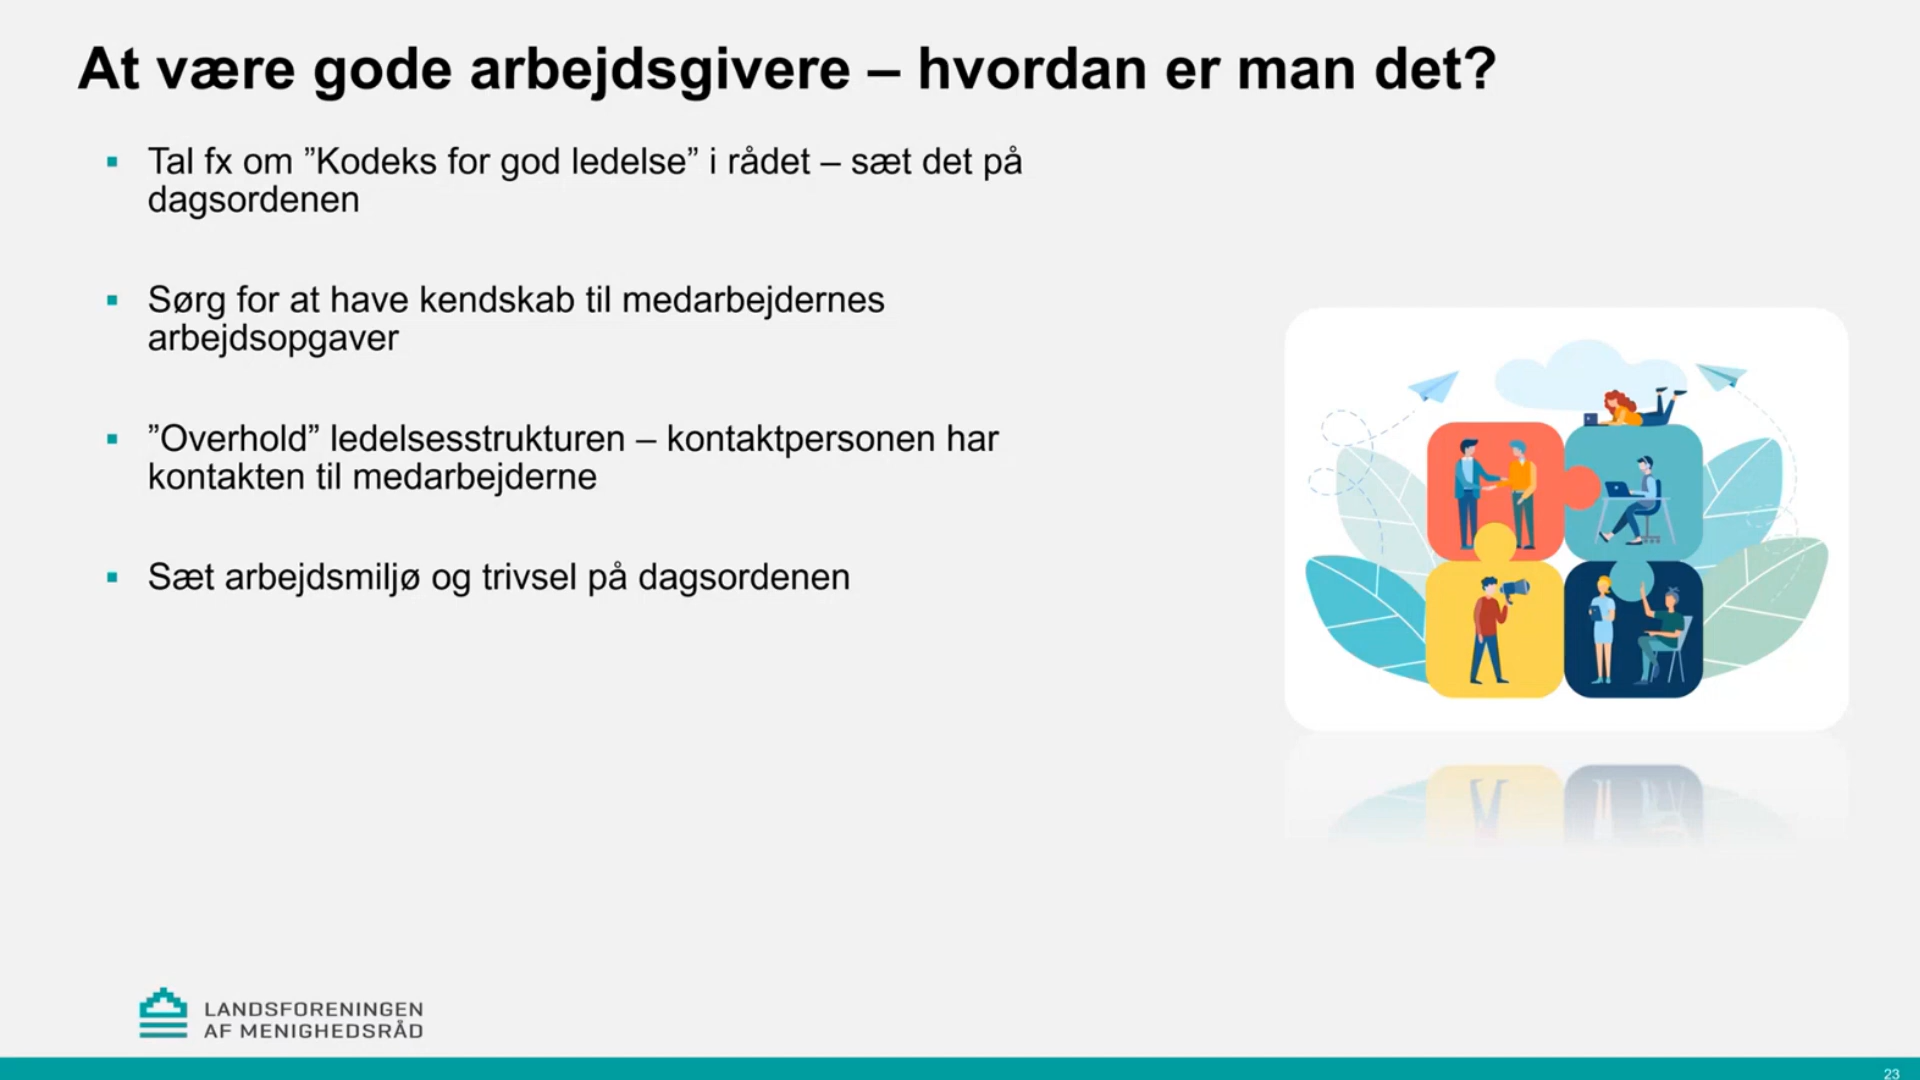 At være gode arbejdsgivere – hvordan er man det?
▪ Tal fx om ”Kodeks for god ledelse” i rådet – sæt det på
dagsordenen
▪ Sørg for at have kendskab til medarbejdernes
arbejdsopgaver
▪ ”Overhold” ledelsesstrukturen – kontaktpersonen har
kontakten til medarbejderne
▪ Sæt arbejdsmiljø og trivsel på dagsordenen
LANDSFORENINGEN
AF MENIGHEDSRÅD
23